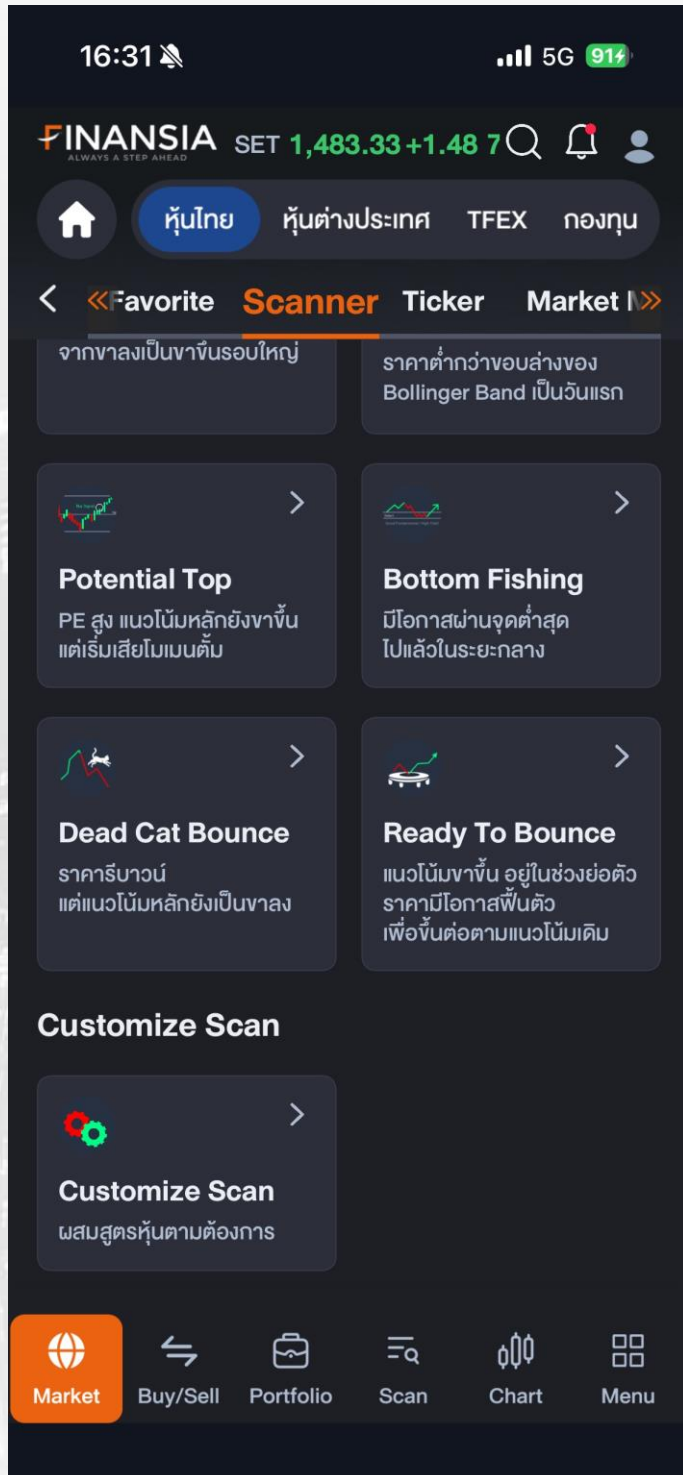 16:31
5G 91
FINANSIA SET 1,483.33 +1.48 7
ALWAYS A STEP AHEAD
หุ้นไทย หุ้นต่างประเทศ TFEX กองทุน
Favorite Scanner Ticker Market
จากขาลงเป็นขาขึ้นรอบใหญ่
ราคาต่ำกว่าขอบล่างของ
Bollinger Band เป็นวันแรก
Potential Top
PE สูง แนวโน้มหลักยังขาขึ้น
แต่เริ่มเสียโมเมนตั้ม
Bottom Fishing
มีโอกาสผ่านจุดต่ำสุด
ไปแล้วในระยะกลาง
Dead Cat Bounce
ราคารีบาวน์
แต่แนวโน้มหลักยังเป็นขาลง
Ready To Bounce
แนวโน้มขาขึ้น อยู่ในช่วงย่อตัว
ราคามีโอกาสฟื้นตัว
เพื่อขึ้นต่อตามแนวโน้มเดิม
Customize Scan
Customize Scan
ผสมสูตรหุ้นตามต้องการ
Market Buy/Sell Portfolio Scan Chart Menu